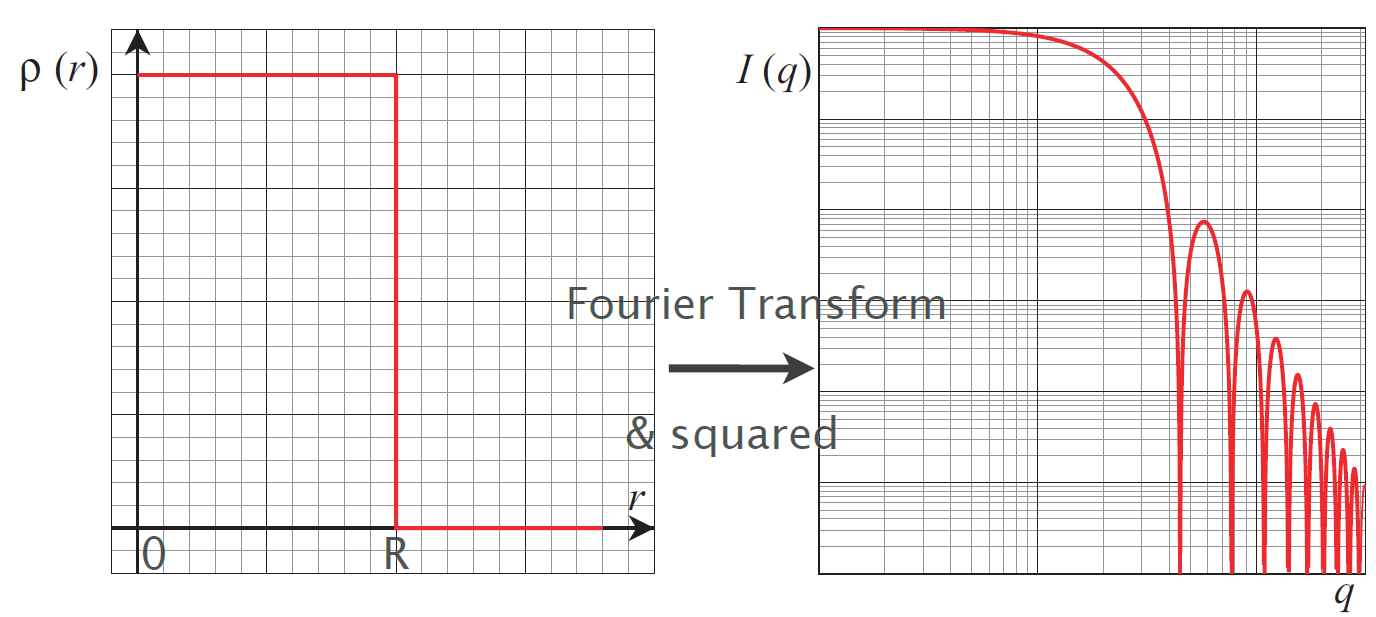 ρ (r)
I (q)
Fourier Transform
& squared
r
0
R
q